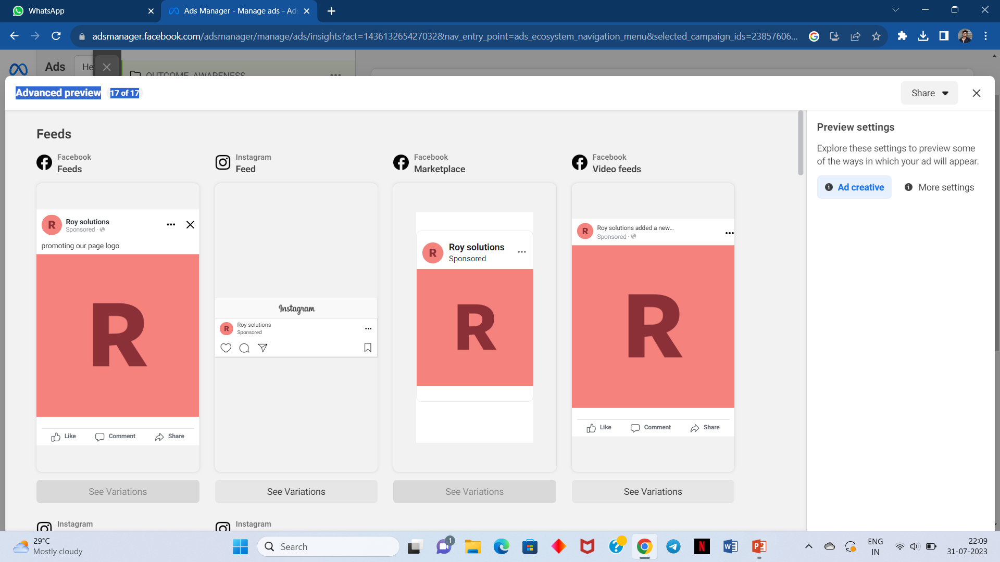 WhatsApp
Ads Manager - Manage ads - Ad
adsmanager.facebook.com/adsmanager/manage/ads/insights?act=143613265427032&nav_entry_point=ads_ecosystem_navigation_menu&selected_campaign_ids=23857606...
Ads
He
OUTCOME_AWARENESS
Advanced preview 17 of 17
Share
Feeds
Facebook
Feeds
Instagram
Feed
Facebook
Marketplace
Facebook
Video feeds
R
Roy solutions
Sponsored ·
promoting our page logo
R
Like Comment Share
Instagram
R
Roy solutions
Sponsored
R
Roy solutions
Sponsored
R
R
Roy solutions added a new...
Sponsored ·
R
Like Comment Share
See Variations
See Variations
See Variations
See Variations
Instagram
Instagram
Preview settings
Explore these settings to preview some
of the ways in which your ad will appear.
Ad creative
More settings
29°C
Mostly cloudy
Search
1
ENG
IN
22:09
31-07-2023